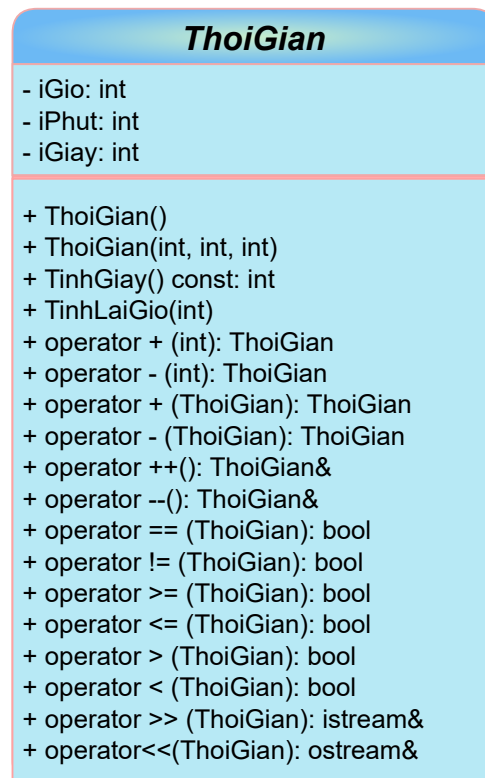 ThoiGian
- iGio: int
- iPhut: int
- iGiay: int
+ ThoiGian()
+ ThoiGian(int, int, int)
+ TinhGiay() const: int
+ TinhLaiGio(int)
+ operator + (int): ThoiGian
+ operator - (int): ThoiGian
+ operator + (ThoiGian): ThoiGian
+ operator - (ThoiGian): ThoiGian
+ operator ++(): ThoiGian&
+ operator --(): ThoiGian&
+ operator == (ThoiGian): bool
+ operator != (ThoiGian): bool
+ operator >= (ThoiGian): bool
+ operator <= (ThoiGian): bool
+ operator > (ThoiGian): bool
+ operator < (ThoiGian): bool
+ operator >> (ThoiGian): istream&
+ operator<<(ThoiGian): ostream&